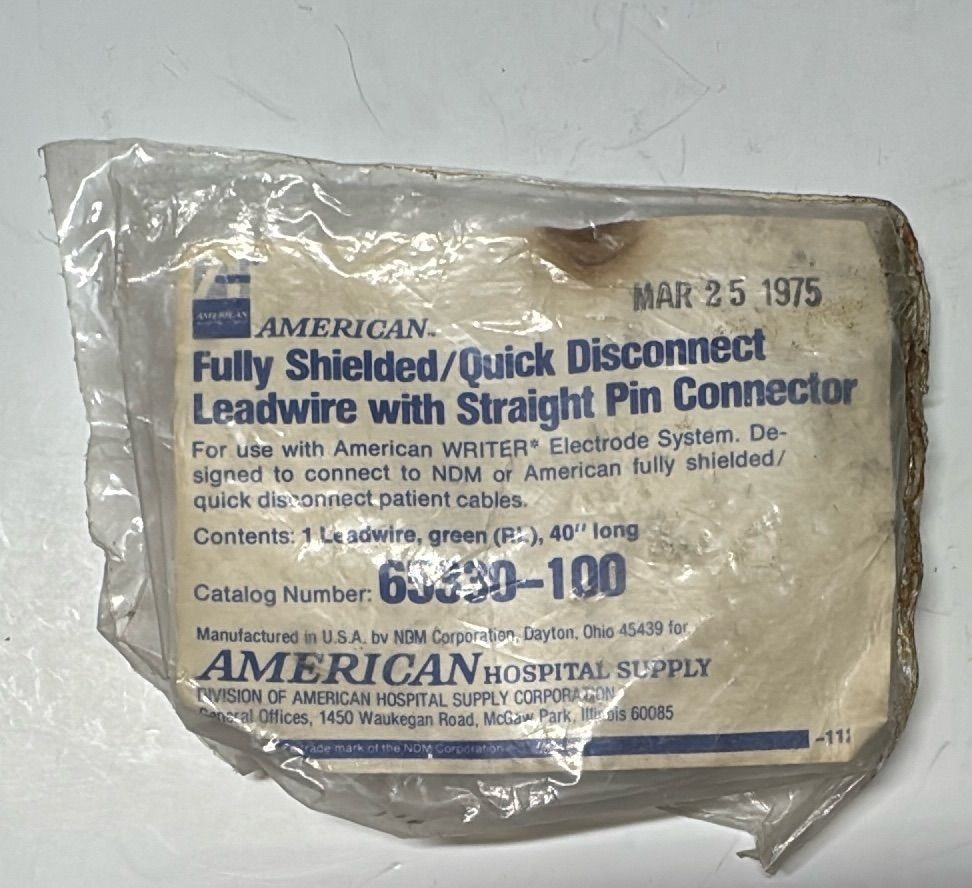 AMERICAN
MAR 25 1975
AMERICAN™
Fully Shielded/Quick Disconnect
Leadwire with Straight Pin Connector
For use with American WRITER* Electrode System. De-
signed to connect to NDM or American fully shielded/
quick disconnect patient cables.
Contents: 1 Leadwire, green (RL), 40" long
Catalog Number:
Manufactured in U.S.A. by NDM Corporation, Dayton, Ohio 45439 for
AMERICAN HOSPITAL SUPPLY
DIVISION OF AMERICAN HOSPITAL SUPPLY CORPORATION
General Offices, 1450 Waukegan Road, McGaw Park, Illinois 60085
trade mark of the NDM Corporation